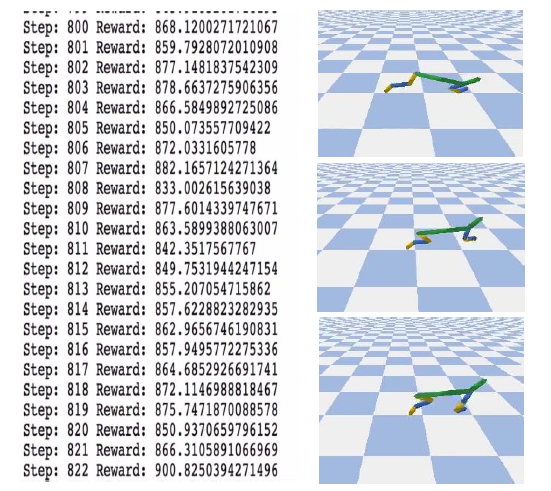 Step: 800 Reward: 868.1200271721067
Step: 801 Reward: 859.7928072010908
Step: 802 Reward: 877.1481837542309
Step: 803 Reward: 878.6637275906356
Step: 804 Reward: 866.5849892725086
Step: 805 Reward: 850.073557709422
Step: 806 Reward: 872.0331605778
Step: 807 Reward: 882.1657124271364
Step: 808 Reward: 833.002615639038
Step: 809 Reward: 877.6014339747671
Step: 810 Reward: 863.5899388063007
Step: 811 Reward: 842.3517567767
Step: 812 Reward: 849.7531944247154
Step: 813 Reward: 855.207054715862
Step: 814 Reward: 857.6228823282935
Step: 815 Reward: 862.9656746190831
Step: 816 Reward: 857.9495772275336
Step: 817 Reward: 864.6852926691741
Step: 818 Reward: 872.1146988818467
Step: 819 Reward: 875.7471870088578
Step: 820 Reward: 850.9370659796152
Step: 821 Reward: 866.3105891066969
Step: 822 Reward: 900.8250394271496